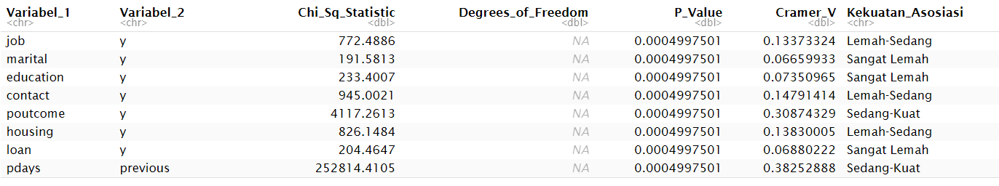 Variabel_1 Variabel_2 Chi_Sq_Statistic Degrees_of_Freedom P_Value Cramer_V Kekuatan_Asosiasi
<chr> <chr> <dbl> <dbl> <dbl> <dbl> <chr>
job y 772.4886 NA 0.0004997501 0.13373324 Lemah-Sedang
marital y 191.5813 NA 0.0004997501 0.06659933 Sangat Lemah
education y 233.4007 NA 0.0004997501 0.07350965 Sangat Lemah
contact y 945.0021 NA 0.0004997501 0.14791414 Lemah-Sedang
poutcome y 4117.2613 NA 0.0004997501 0.30874329 Sedang-Kuat
housing y 826.1484 NA 0.0004997501 0.13830005 Lemah-Sedang
loan y 204.4647 NA 0.0004997501 0.06880222 Sangat Lemah
pdays previous 252814.4105 NA 0.0004997501 0.38252888 Sedang-Kuat